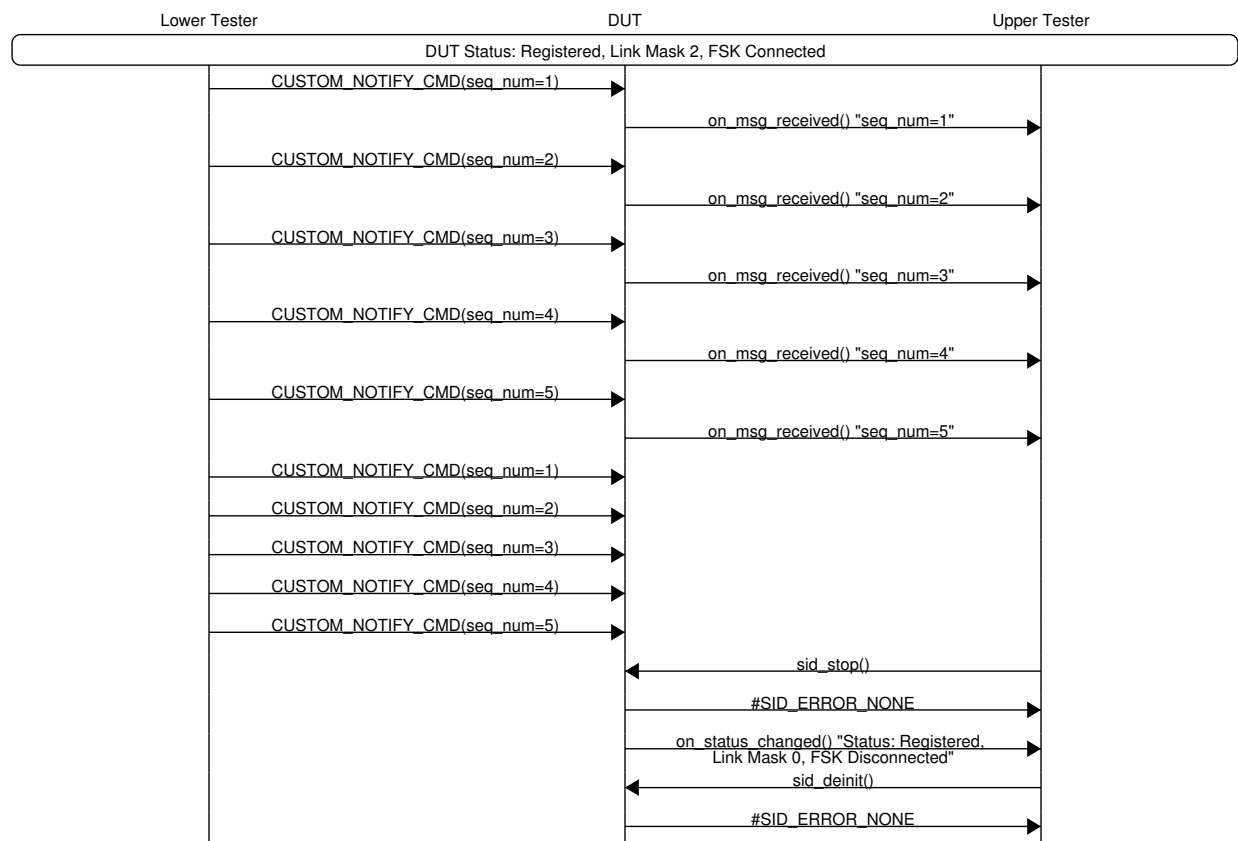 Lower Tester
DUT
Upper Tester
DUT Status: Registered, Link Mask 2, FSK Connected
CUSTOM_NOTIFY_CMD(seq_num=1)
on_msg_received() "seq_num=1"
CUSTOM_NOTIFY_CMD(seq_num=2)
on_msg_received() "seq_num=2"
CUSTOM_NOTIFY_CMD(seq_num=3)
on_msg_received() "seq_num=3"
CUSTOM_NOTIFY_CMD(seq_num=4)
on_msg_received() "seq_num=4"
CUSTOM_NOTIFY_CMD(seq_num=5)
on_msg_received() "seq_num=5"
CUSTOM_NOTIFY_CMD(seq_num=1)
CUSTOM_NOTIFY_CMD(seq_num=2)
CUSTOM_NOTIFY_CMD(seq_num=3)
CUSTOM_NOTIFY_CMD(seq_num=4)
CUSTOM_NOTIFY_CMD(seq_num=5)
sid_stop()
#SID_ERROR_NONE
on_status_changed() "Status: Registered,
Link Mask 0, FSK Disconnected"
sid_deinit()
#SID_ERROR_NONE